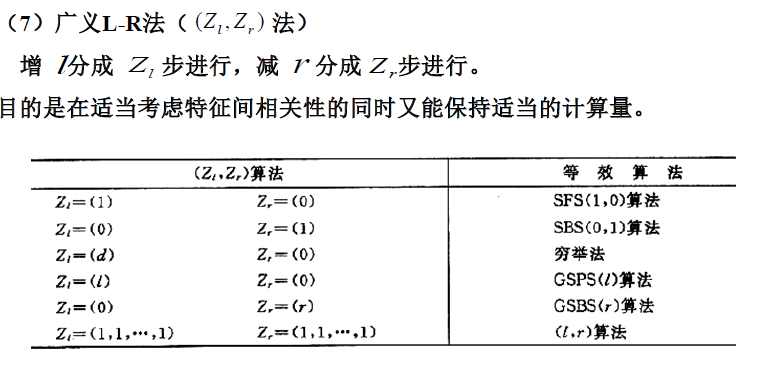 （7）广义L-R法（(Z_l,Z_r)法）
增 l分成 Z_l 步进行，减 r 分成 Z_r步进行。
目的是在适当考虑特征间相关性的同时又能保持适当的计算量。
(Z_l,Z_r)算法 等 效 算 法
Z_l=(1) Z_r=(0) SFS(1,0)算法
Z_l=(0) Z_r=(1) SBS(0,1)算法
Z_l=(d) Z_r=(0) 穷举法
Z_l=(l) Z_r=(0) GSPS(l)算法
Z_l=(0) Z_r=(r) GSBS(r)算法
Z_l=(1,1,⋯,1) Z_r=(1,1,⋯,1) (l,r)算法